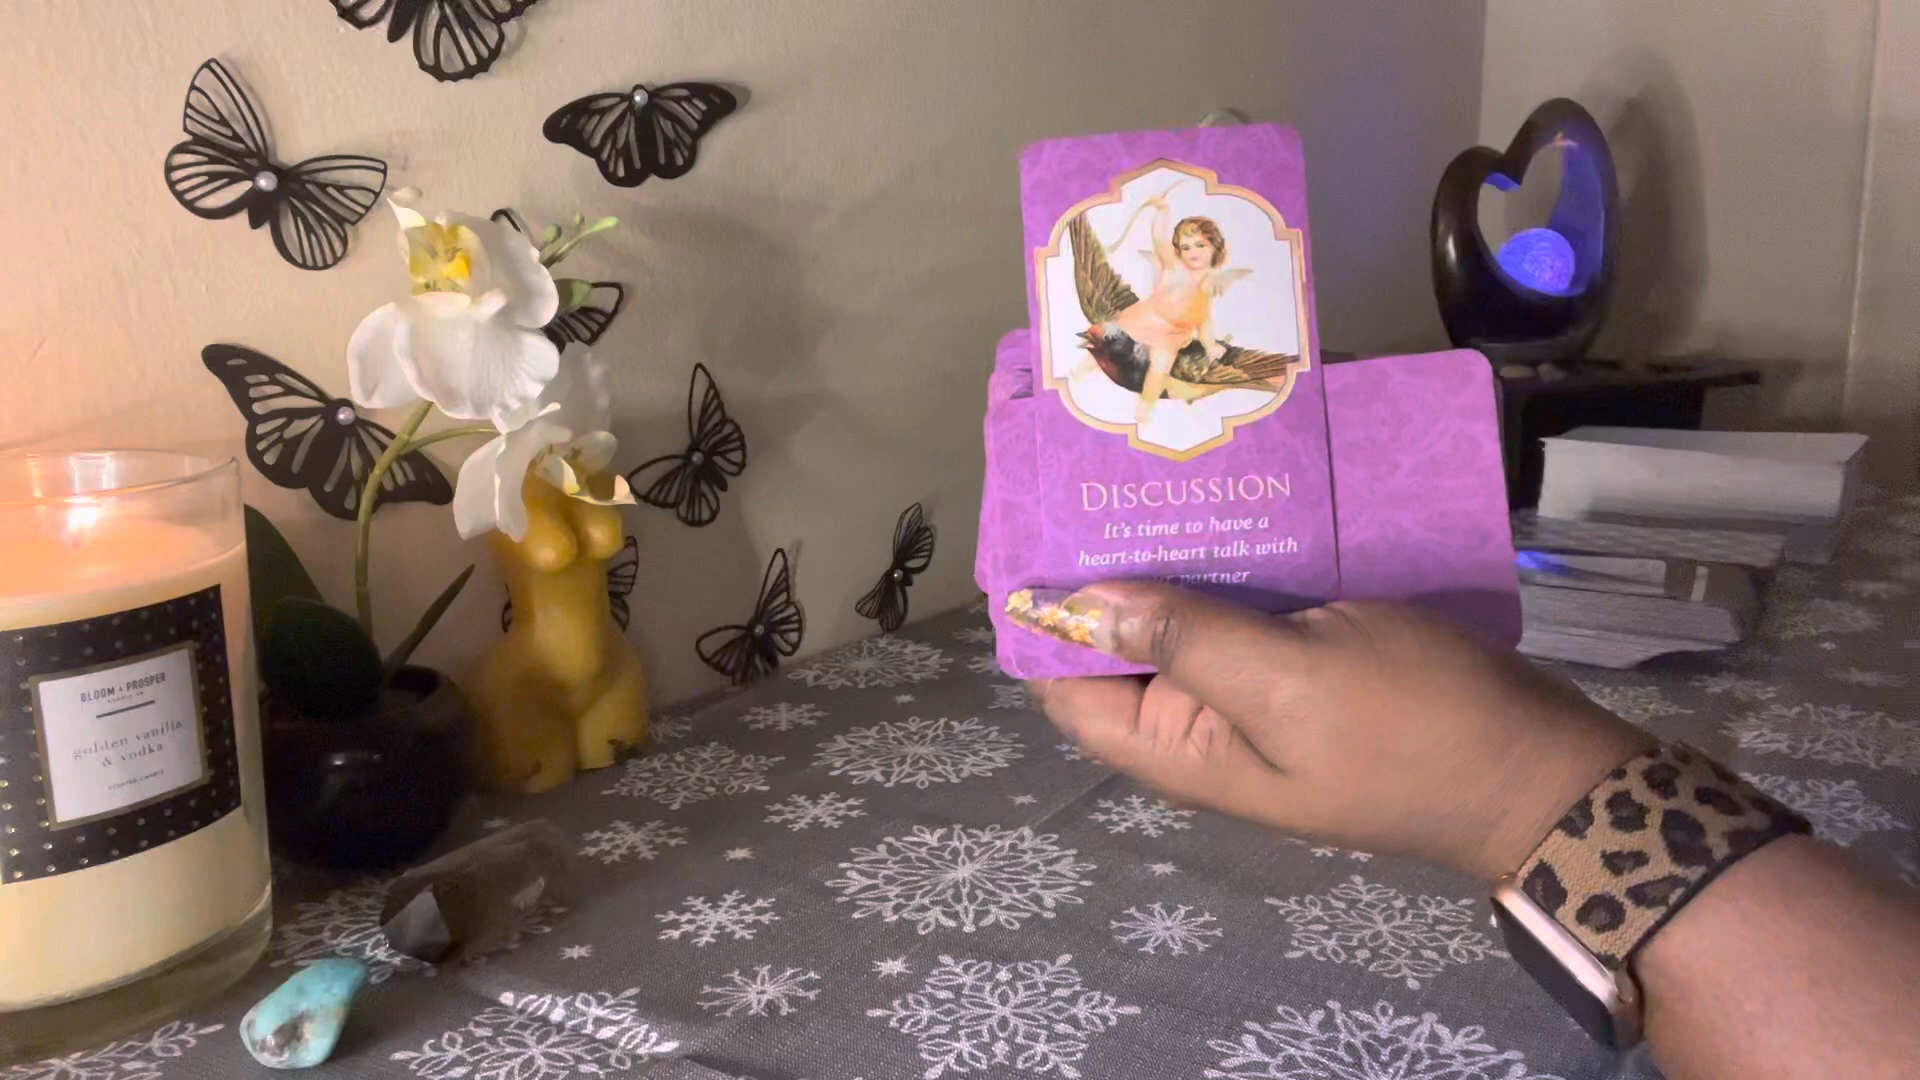 DISCUSSION
It's time to have a
heart-to-heart talk with
partner
BLOOM + PROSPER
golden vanilla
& vodka